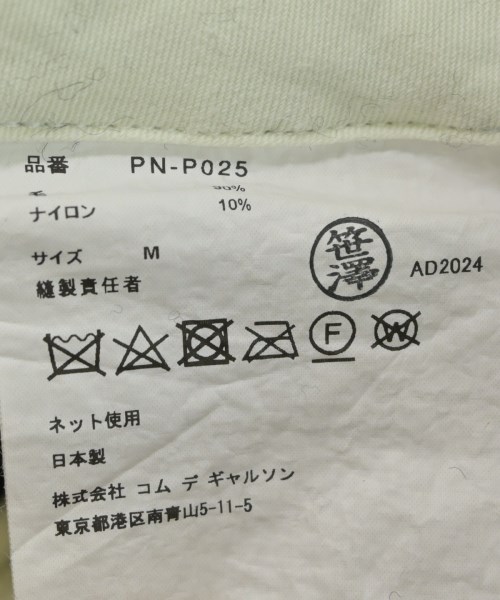 品番 PN-P025
毛 90%
ナイロン 10%
サイズ M
縫製責任者 笹澤 AD2024
F W
ネット使用
日本製
株式会社 コム デ ギャルソン
東京都港区南青山5-11-5